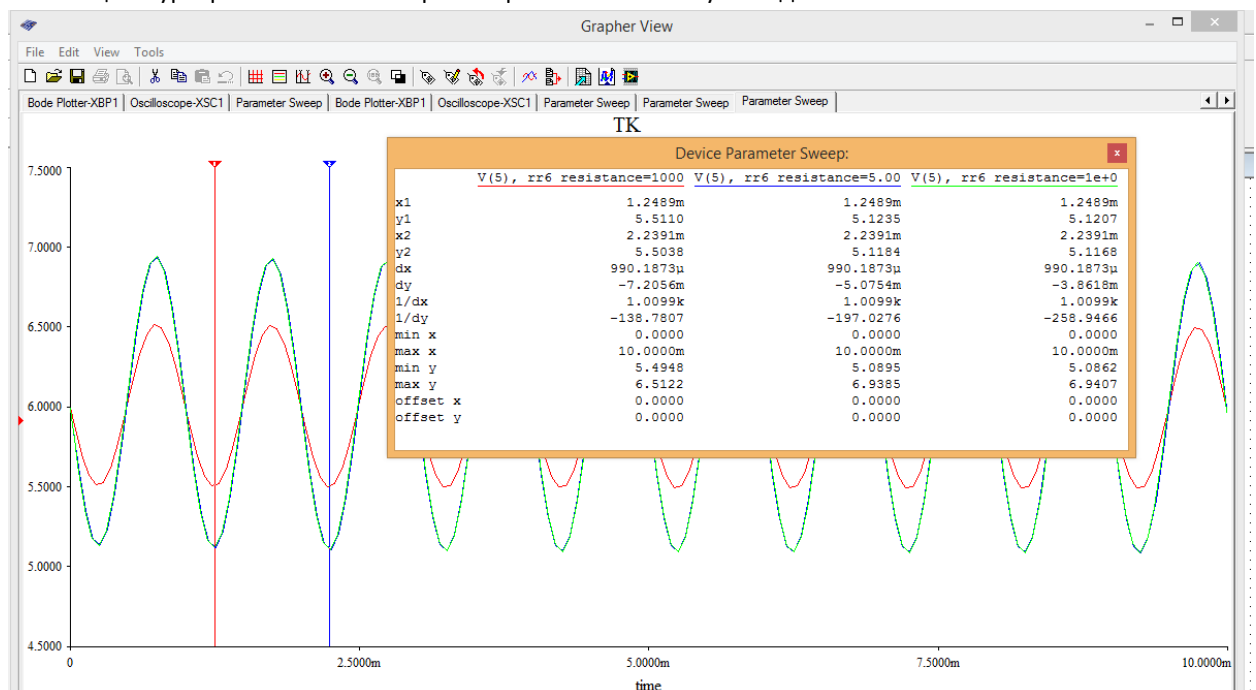 Grapher View
File Edit View Tools
Bode Plotter-XBP1 Oscilloscope-XSC1 Parameter Sweep Bode Plotter-XBP1 Oscilloscope-XSC1 Parameter Sweep Parameter Sweep Parameter Sweep
TK
Device Parameter Sweep:
V(5), rr6 resistance=1000 V(5), rr6 resistance=5.00 V(5), rr6 resistance=1e+0
x1 1.2489m 1.2489m 1.2489m
y1 5.5110 5.1235 5.1207
x2 2.2391m 2.2391m 2.2391m
y2 5.5038 5.1184 5.1168
dx 990.1873µ 990.1873µ 990.1873µ
dy -7.2056m -5.0754m -3.8618m
1/dx 1.0099k 1.0099k 1.0099k
1/dy -138.7807 -197.0276 -258.9466
min x 0.0000 0.0000 0.0000
max x 10.0000m 10.0000m 10.0000m
min y 5.4948 5.0895 5.0862
max y 6.5122 6.9385 6.9407
offset x 0.0000 0.0000 0.0000
offset y 0.0000 0.0000 0.0000
7.5000
7.0000
6.5000
6.0000
5.5000
5.0000
4.5000
0 2.5000m 5.0000m 7.5000m 10.0000m
time